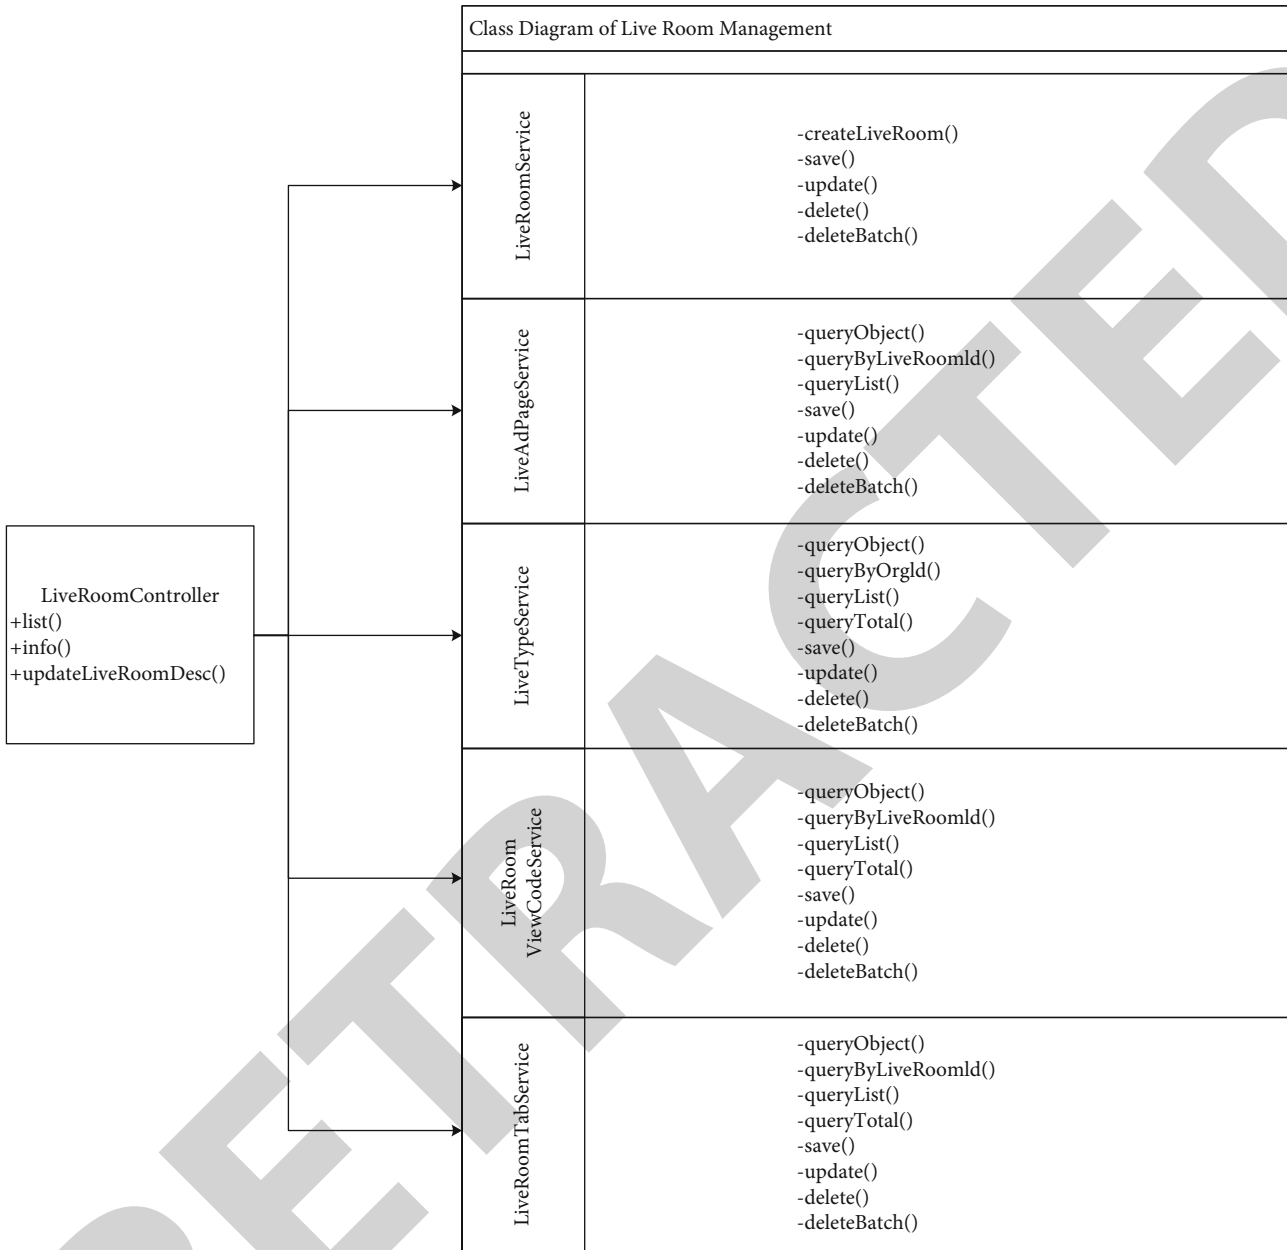 Class Diagram of Live Room Management
LiveRoomService
-createLiveRoom()
-save()
-update()
-delete()
-deleteBatch()
LiveAdPageService
-queryObject()
-queryByLiveRoomld()
-queryList()
-save()
-update()
-delete()
-deleteBatch()
LiveRoomController
+list()
+info()
+updateLiveRoomDesc()
LiveTypeService
-queryObject()
-queryByOrgld()
-queryList()
-queryTotal()
-save()
-update()
-delete()
-deleteBatch()
LiveRoom
ViewCodeService
-queryObject()
-queryByLiveRoomld()
-queryList()
-queryTotal()
-save()
-update()
-delete()
-deleteBatch()
LiveRoomTabService
-queryObject()
-queryByLiveRoomld()
-queryList()
-queryTotal()
-save()
-update()
-delete()
-deleteBatch()
RETRACTED